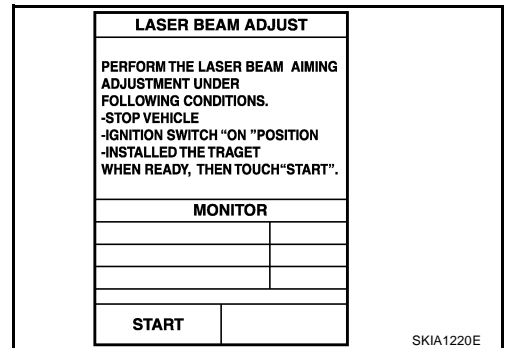 LASER BEAM ADJUST
PERFORM THE LASER BEAM AIMING
ADJUSTMENT UNDER
FOLLOWING CONDITIONS.
-STOP VEHICLE
-IGNITION SWITCH “ON ”POSITION
-INSTALLED THE TRAGET
WHEN READY, THEN TOUCH“START”.
MONITOR
START
SKIA1220E